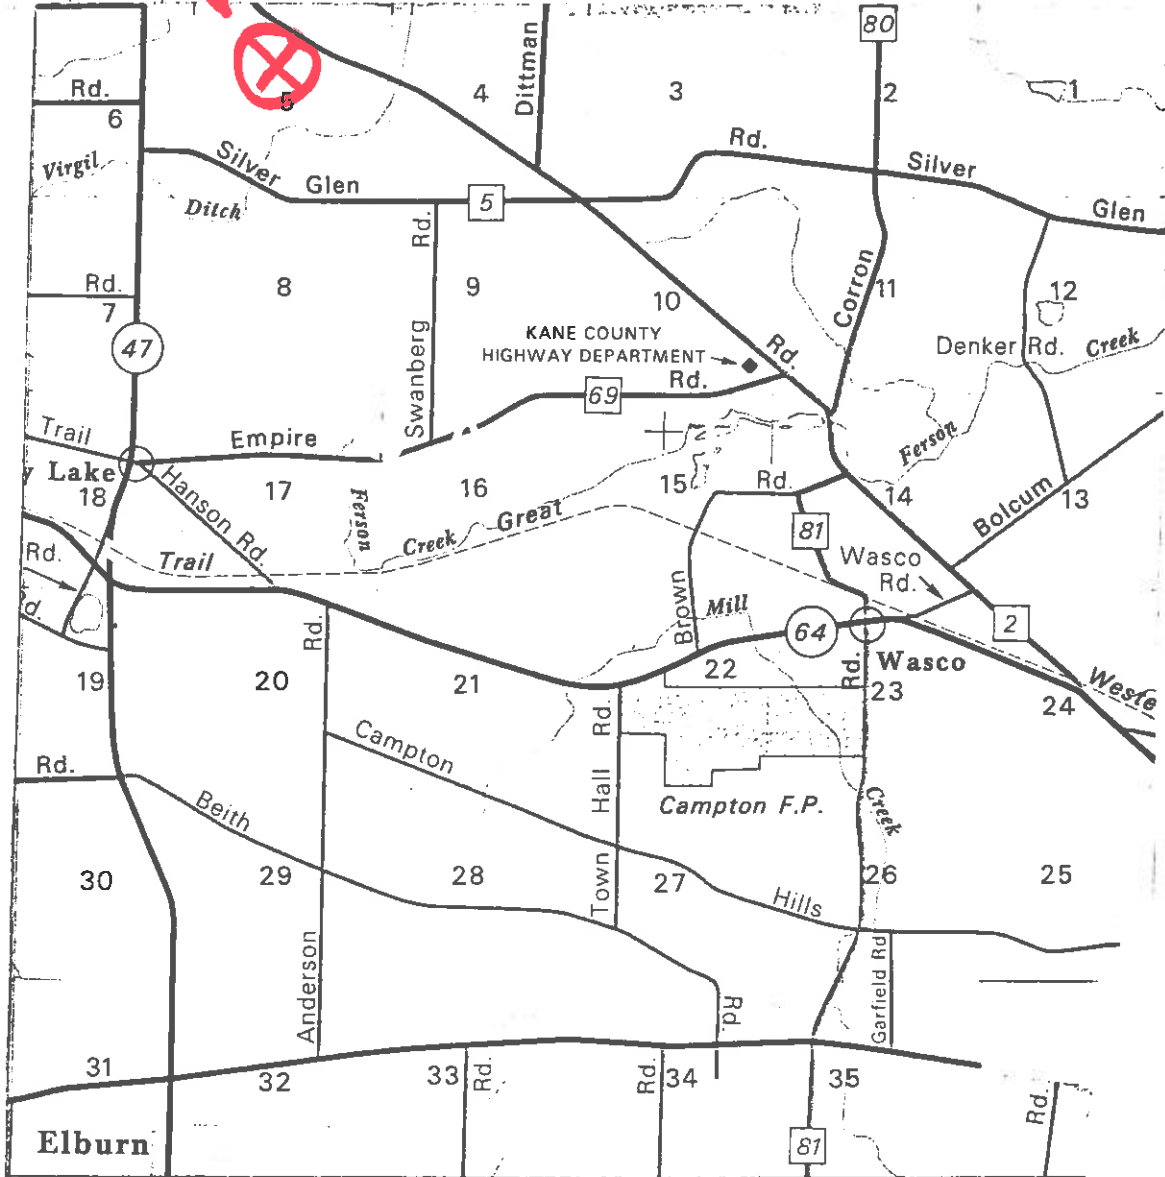 80
Rd.
6
5
4
Dittman
3
2
1
Virgil
Ditch
Silver
Glen
5
Rd.
Silver
Glen
Rd.
7
8
Rd.
9
10
Corron
11
12
47
Swanberg
KANE COUNTY
HIGHWAY DEPARTMENT
Rd.
69
Rd.
Denker Rd.
Creek
Trail
y Lake
18
Empire
Hanson Rd.
17
Ferson
16
Creek
Great
15
Rd.
Ferson
14
Bolcum
13
81
Wasco
Rd.
Rd.
Trail
Rd.
Rd.
Brown
Mill
64
2
Wasco
Rd.
19
20
21
22
23
24
Weste
Rd.
Campton
Hall
Rd.
Beith
Campton F.P.
Creek
30
29
28
Town
27
Hills
26
25
Anderson
Rd.
Garfield Rd
31
32
33
Rd.
Rd.
34
35
Rd.
Elburn
81